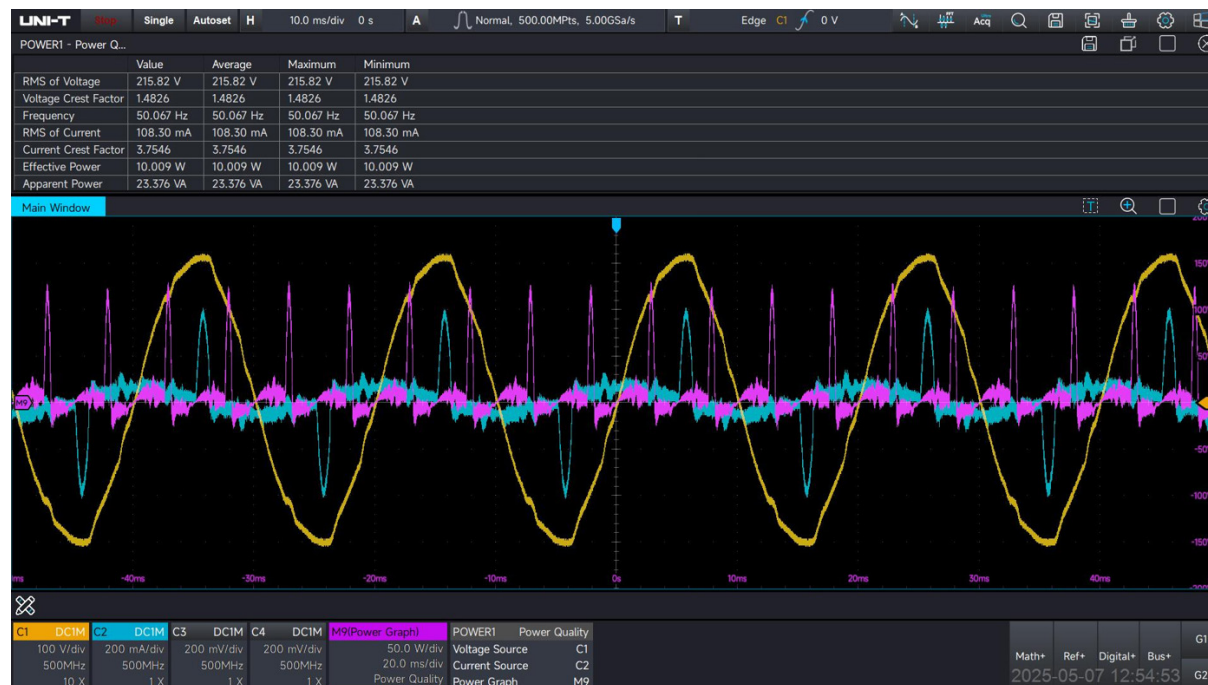 UNI-T Stop Single Autoset H 10.0 ms/div 0 s A Normal, 500.00MPts, 5.00GSa/s T Edge C1 0 V Acq
POWER1 - Power Q...
Value Average Maximum Minimum
RMS of Voltage 215.82 V 215.82 V 215.82 V 215.82 V
Voltage Crest Factor 1.4826 1.4826 1.4826 1.4826
Frequency 50.067 Hz 50.067 Hz 50.067 Hz 50.067 Hz
RMS of Current 108.30 mA 108.30 mA 108.30 mA 108.30 mA
Current Crest Factor 3.7546 3.7546 3.7546 3.7546
Effective Power 10.009 W 10.009 W 10.009 W 10.009 W
Apparent Power 23.376 VA 23.376 VA 23.376 VA 23.376 VA
Main Window T
150
100
50
M9
-50
-100
-150
ms -40ms -30ms -20ms -10ms 0s 10ms 20ms 30ms 40ms
C1 DC1M C2 DC1M C3 DC1M C4 DC1M M9(Power Graph) POWER1 Power Quality
100 V/div 200 mA/div 200 mV/div 200 mV/div 50.0 W/div Voltage Source C1
500MHz 500MHz 500MHz 500MHz 20.0 ms/div Current Source C2
10 X 1 X 1 X 1 X Power Quality Power Graph M9
G1
Math+ Ref+ Digital+ Bus+
2025-05-07 12:54:53 G2